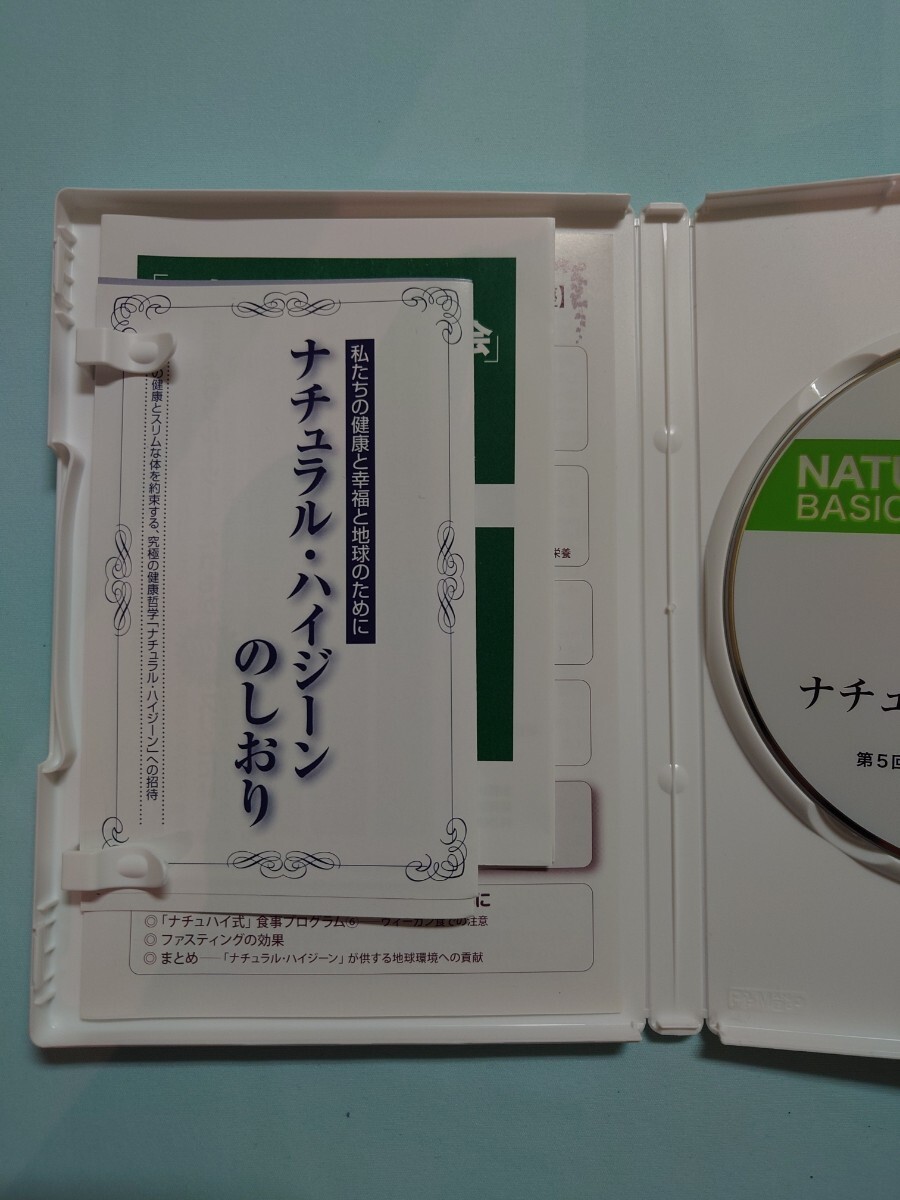 私たちの健康と幸福と地球のために
ナチュラル・ハイジーン
のしおり
の健康とスリムな体を約束する、究極の健康哲学「ナチュラル・ハイジーン」への招待
会」
栄養
に
◎「ナチュハイ式」食事プログラム⑥──ヴィーガン食での注意
◎ファスティングの効果
◎まとめ──「ナチュラル・ハイジーン」が供する地球環境への貢献
NATU
BASIC
ナチュ
第5回